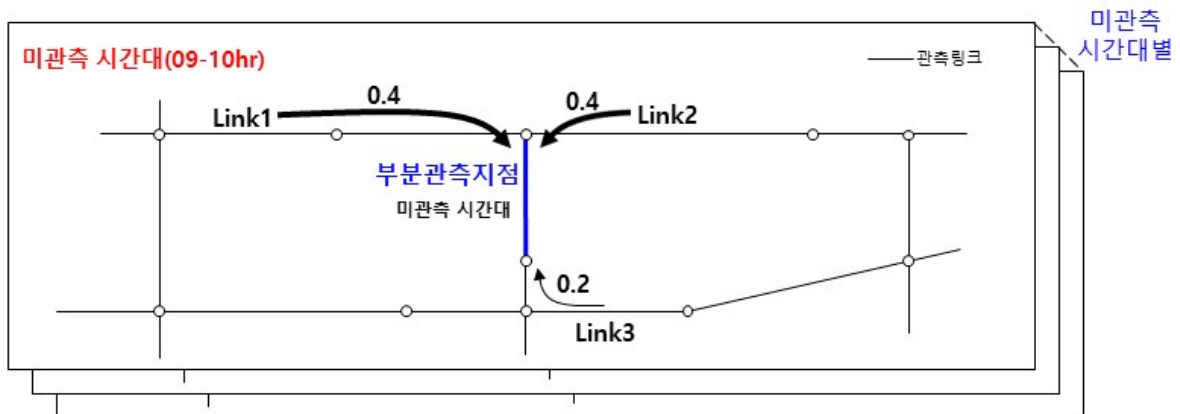 미관측
시간대별
미관측 시간대(09-10hr)
관측링크
0.4
0.4
Link1
Link2
부분관측지점
미관측 시간대
0.2
Link3